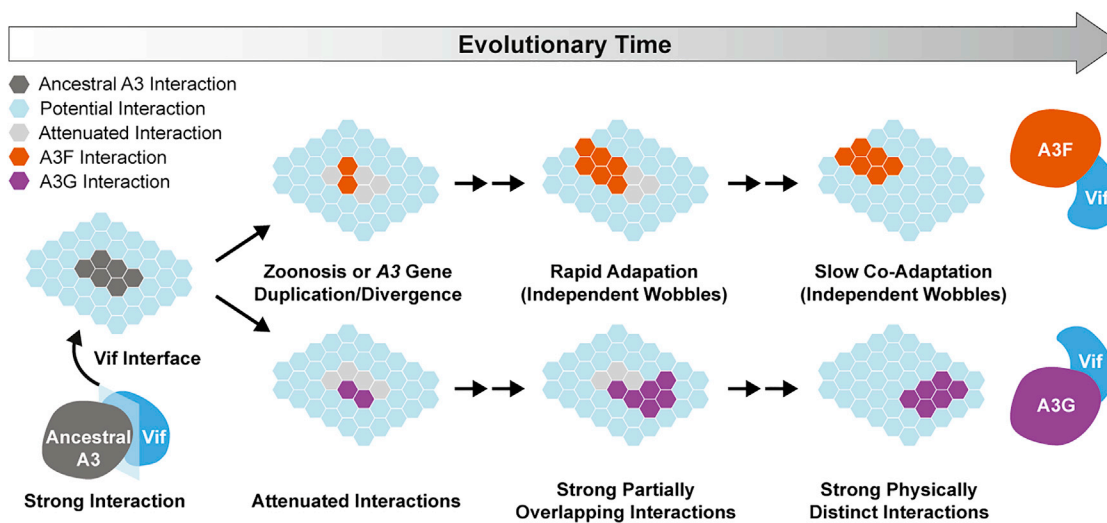 Evolutionary Time
Ancestral A3 Interaction
Potential Interaction
Attenuated Interaction
A3F Interaction
A3G Interaction
A3F
Vif
Zoonosis or A3 Gene
Duplication/Divergence
Rapid Adapation
(Independent Wobbles)
Slow Co-Adaptation
(Independent Wobbles)
Vif Interface
Vif
A3G
Ancestral
A3
Vif
Strong Interaction
Attenuated Interactions
Strong Partially
Overlapping Interactions
Strong Physically
Distinct Interactions